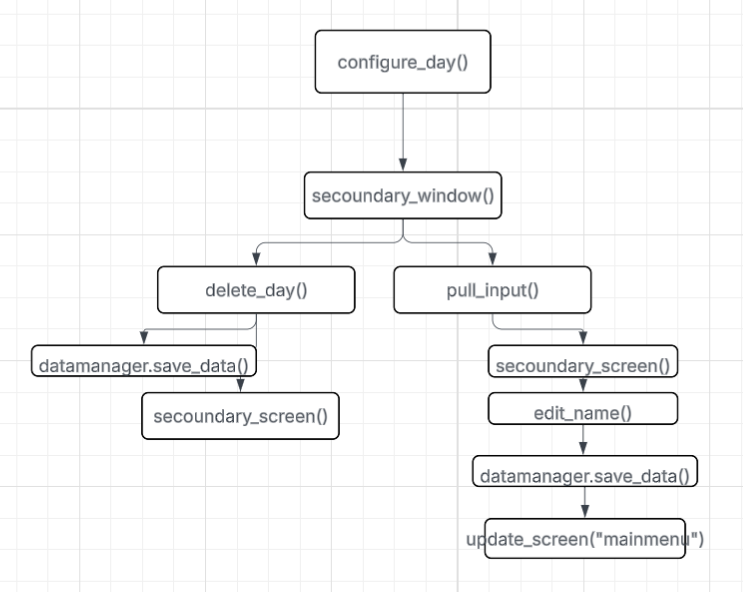 configure_day()
secoundary_window()
delete_day()
pull_input()
datamanager.save_data()
secoundary_screen()
secoundary_screen()
edit_name()
datamanager.save_data()
update_screen("mainmenu")